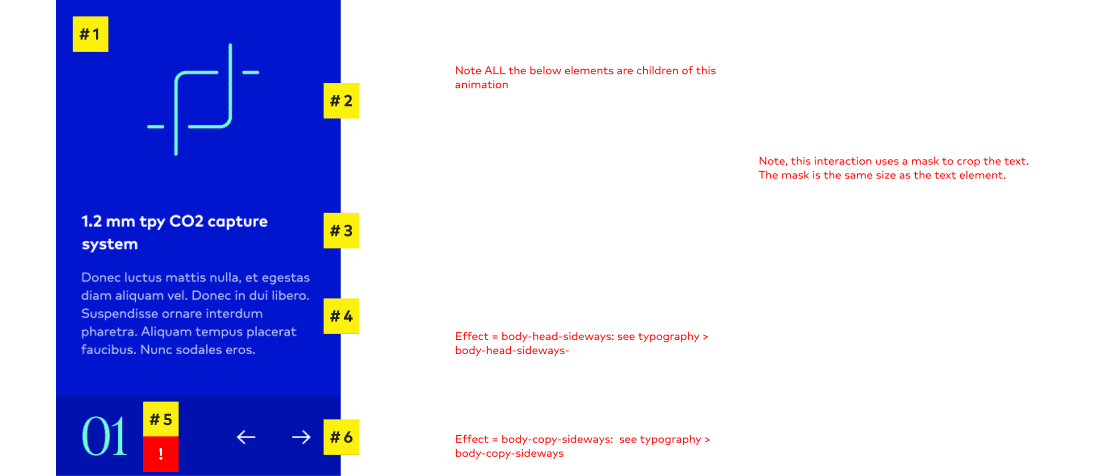 #1
#2
#3
1.2 mm tpy CO2 capture
system
Donec luctus mattis nulla, et egestas
diam aliquam vel. Donec in dui libero.
Suspendisse ornare interdum
pharetra. Aliquam tempus placerat
faucibus. Nunc sodales eros.
#4
01
#5
!
#6
Note ALL the below elements are children of this
animation
Effect = body-head-sideways: see typography >
body-head-sideways-
Effect = body-copy-sideways:  see typography >
body-copy-sideways
Note, this interaction uses a mask to crop the text.
The mask is the same size as the text element.